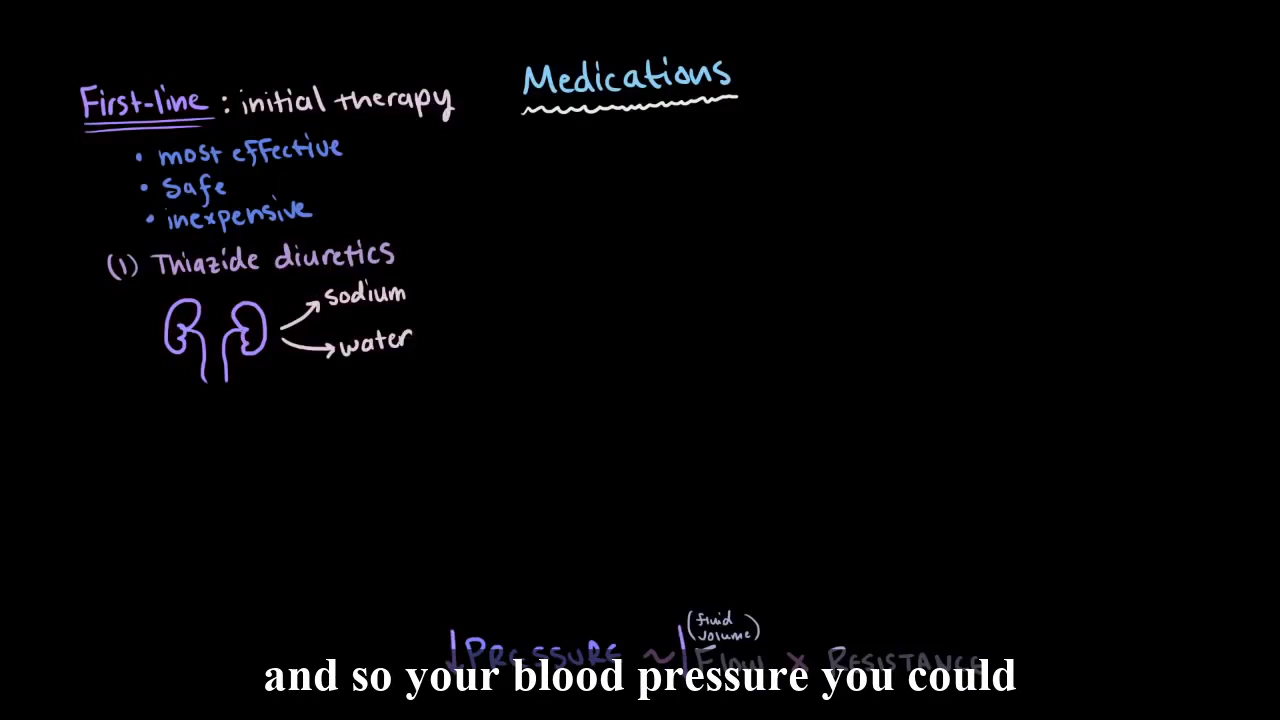 Medications
First-line : initial therapy
• most effective
• safe
• inexpensive
(1) Thiazide diuretics
sodium
water
(fluid
volume)
↓PRESSURE ~ Flow × RESISTANCE
and so your blood pressure you could